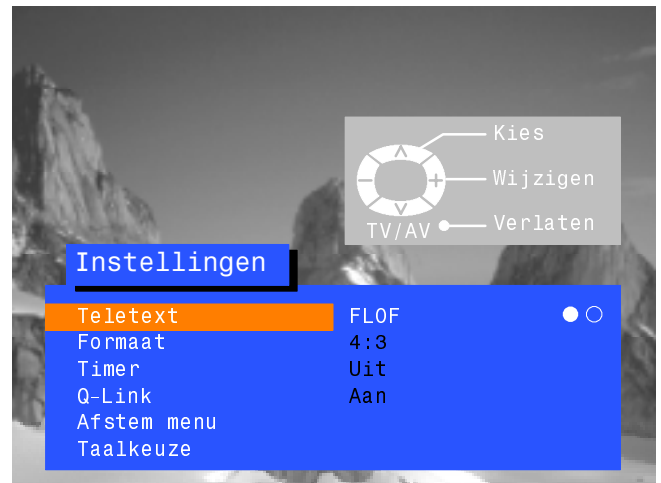 Kies
Wijzigen
TV/AV Verlaten
Instellingen
Teletext FLOF
Formaat 4:3
Timer Uit
Q-Link Aan
Afstem menu
Taalkeuze